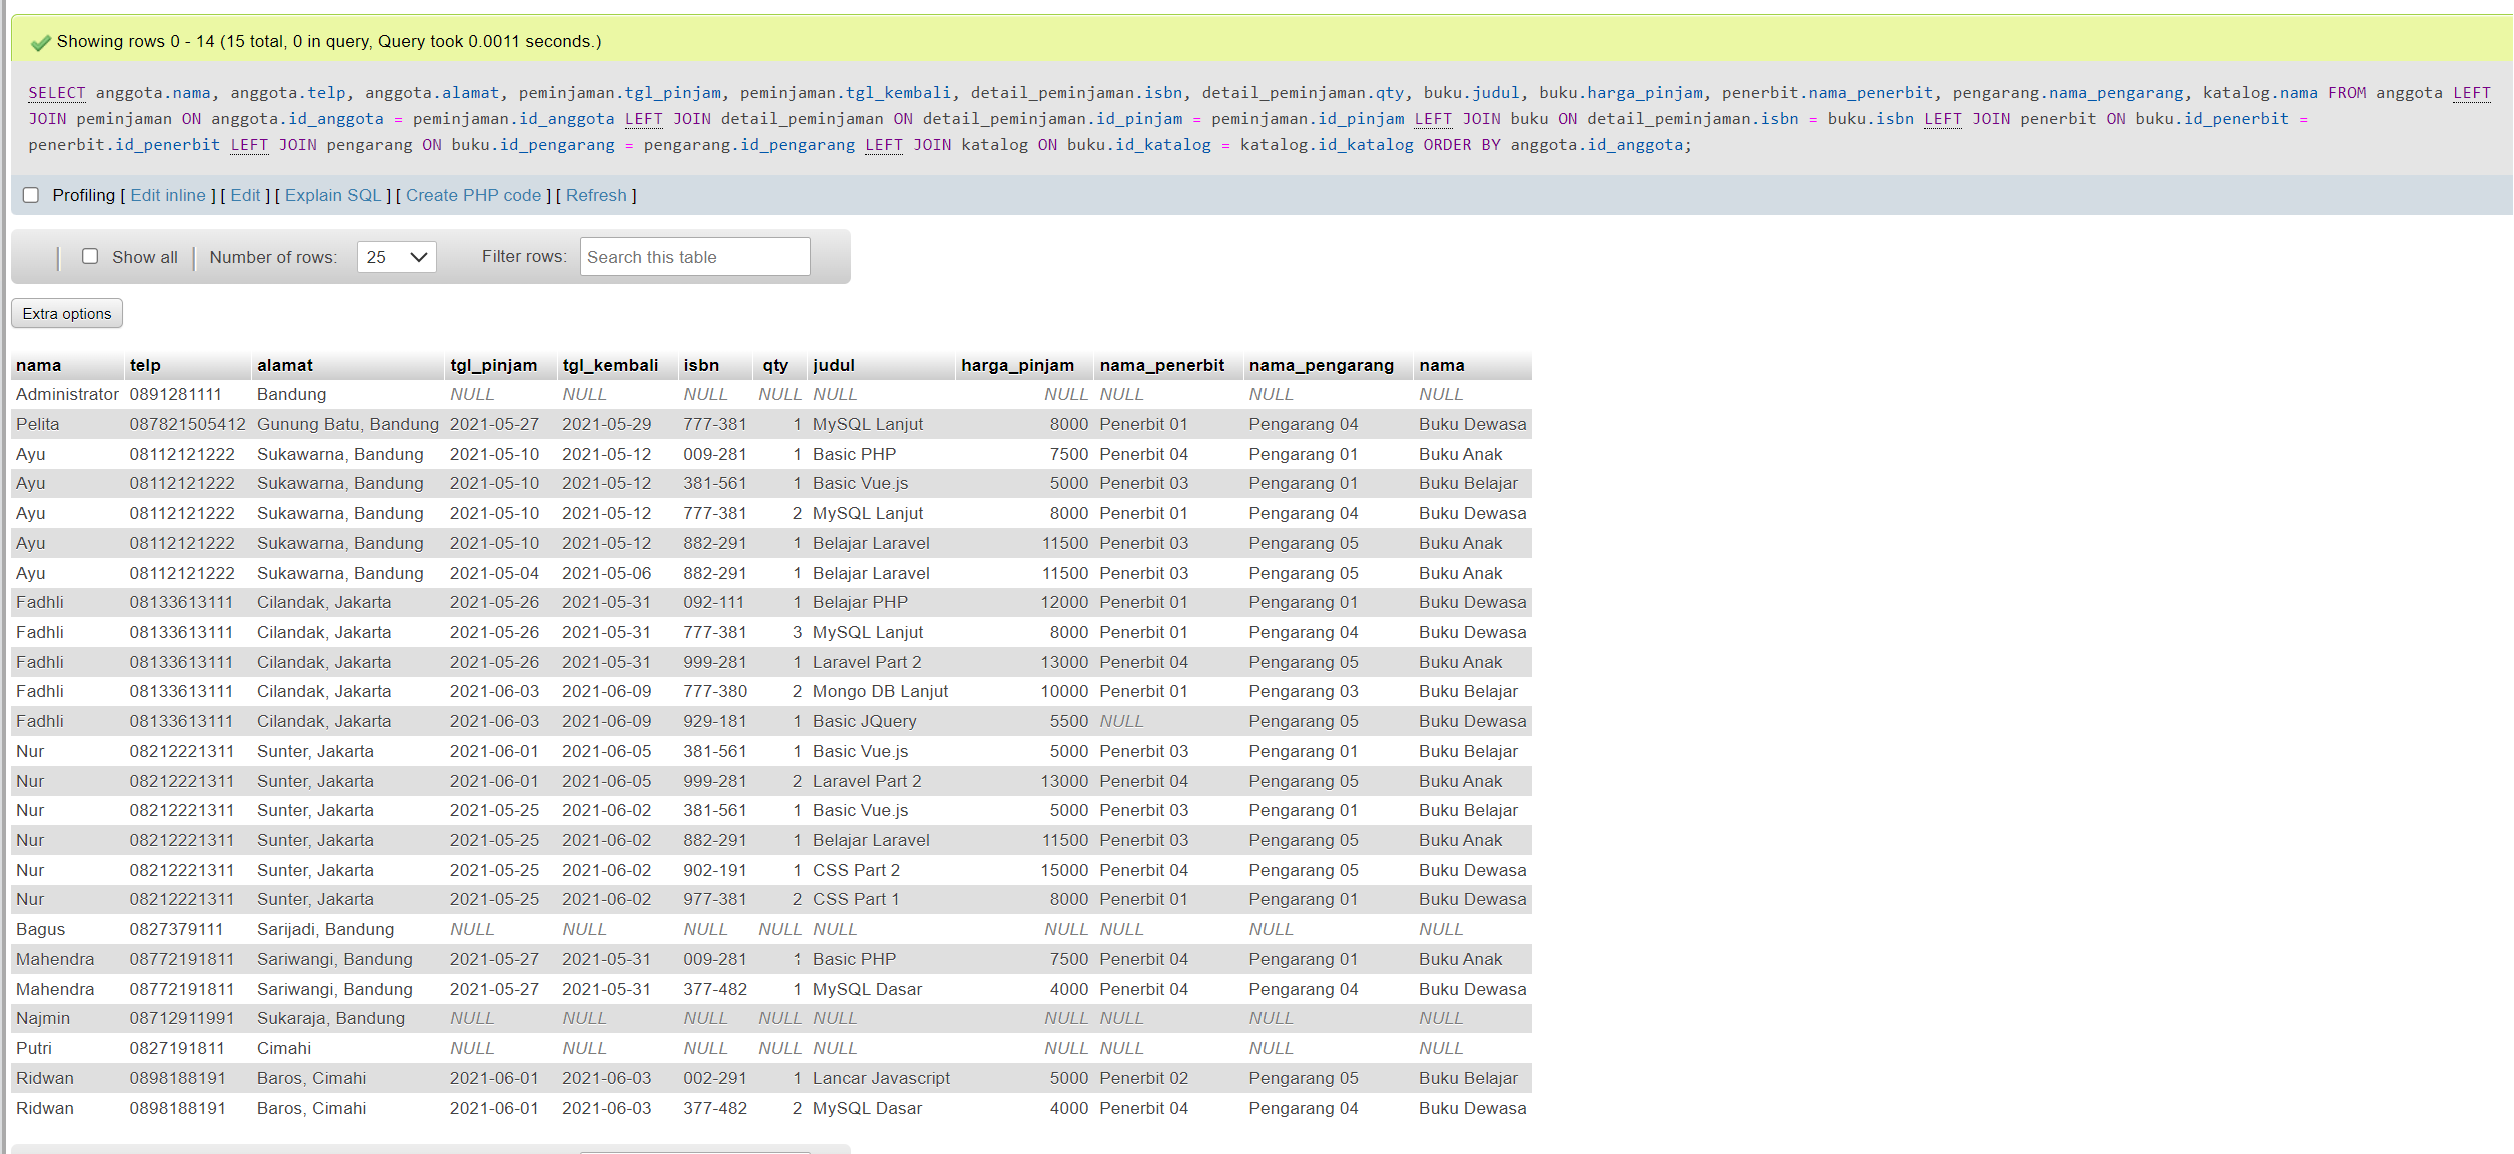 Showing rows 0 - 14 (15 total, 0 in query, Query took 0.0011 seconds.)
SELECT anggota.nama, anggota.telp, anggota.alamat, peminjaman.tgl_pinjam, peminjaman.tgl_kembali, detail_peminjaman.isbn, detail_peminjaman.qty, buku.judul, buku.harga_pinjam, penerbit.nama_penerbit, pengarang.nama_pengarang, katalog.nama FROM anggota LEFT
JOIN peminjaman ON anggota.id_anggota = peminjaman.id_anggota LEFT JOIN detail_peminjaman ON detail_peminjaman.id_pinjam = peminjaman.id_pinjam LEFT JOIN buku ON detail_peminjaman.isbn = buku.isbn LEFT JOIN penerbit ON buku.id_penerbit =
penerbit.id_penerbit LEFT JOIN pengarang ON buku.id_pengarang = pengarang.id_pengarang LEFT JOIN katalog ON buku.id_katalog = katalog.id_katalog ORDER BY anggota.id_anggota;
Profiling [ Edit inline ] [ Edit ] [ Explain SQL ] [ Create PHP code ] [ Refresh ]
Show all Number of rows: 25 Filter rows: Search this table
Extra options
nama telp alamat tgl_pinjam tgl_kembali isbn qty judul harga_pinjam nama_penerbit nama_pengarang nama
Administrator 0891281111 Bandung NULL NULL NULL NULL NULL NULL NULL NULL NULL
Pelita 087821505412 Gunung Batu, Bandung 2021-05-27 2021-05-29 777-381 1 MySQL Lanjut 8000 Penerbit 01 Pengarang 04 Buku Dewasa
Ayu 08112121222 Sukawarna, Bandung 2021-05-10 2021-05-12 009-281 1 Basic PHP 7500 Penerbit 04 Pengarang 01 Buku Anak
Ayu 08112121222 Sukawarna, Bandung 2021-05-10 2021-05-12 381-561 1 Basic Vue.js 5000 Penerbit 03 Pengarang 01 Buku Belajar
Ayu 08112121222 Sukawarna, Bandung 2021-05-10 2021-05-12 777-381 2 MySQL Lanjut 8000 Penerbit 01 Pengarang 04 Buku Dewasa
Ayu 08112121222 Sukawarna, Bandung 2021-05-10 2021-05-12 882-291 1 Belajar Laravel 11500 Penerbit 03 Pengarang 05 Buku Anak
Ayu 08112121222 Sukawarna, Bandung 2021-05-04 2021-05-06 882-291 1 Belajar Laravel 11500 Penerbit 03 Pengarang 05 Buku Anak
Fadhli 08133613111 Cilandak, Jakarta 2021-05-26 2021-05-31 092-111 1 Belajar PHP 12000 Penerbit 01 Pengarang 01 Buku Dewasa
Fadhli 08133613111 Cilandak, Jakarta 2021-05-26 2021-05-31 777-381 3 MySQL Lanjut 8000 Penerbit 01 Pengarang 04 Buku Dewasa
Fadhli 08133613111 Cilandak, Jakarta 2021-05-26 2021-05-31 999-281 1 Laravel Part 2 13000 Penerbit 04 Pengarang 05 Buku Anak
Fadhli 08133613111 Cilandak, Jakarta 2021-06-03 2021-06-09 777-380 2 Mongo DB Lanjut 10000 Penerbit 01 Pengarang 03 Buku Belajar
Fadhli 08133613111 Cilandak, Jakarta 2021-06-03 2021-06-09 929-181 1 Basic JQuery 5500 NULL Pengarang 05 Buku Dewasa
Nur 08212221311 Sunter, Jakarta 2021-06-01 2021-06-05 381-561 1 Basic Vue.js 5000 Penerbit 03 Pengarang 01 Buku Belajar
Nur 08212221311 Sunter, Jakarta 2021-06-01 2021-06-05 999-281 2 Laravel Part 2 13000 Penerbit 04 Pengarang 05 Buku Anak
Nur 08212221311 Sunter, Jakarta 2021-05-25 2021-06-02 381-561 1 Basic Vue.js 5000 Penerbit 03 Pengarang 01 Buku Belajar
Nur 08212221311 Sunter, Jakarta 2021-05-25 2021-06-02 882-291 1 Belajar Laravel 11500 Penerbit 03 Pengarang 05 Buku Anak
Nur 08212221311 Sunter, Jakarta 2021-05-25 2021-06-02 902-191 1 CSS Part 2 15000 Penerbit 04 Pengarang 05 Buku Dewasa
Nur 08212221311 Sunter, Jakarta 2021-05-25 2021-06-02 977-381 2 CSS Part 1 8000 Penerbit 01 Pengarang 01 Buku Dewasa
Bagus 0827379111 Sarijadi, Bandung NULL NULL NULL NULL NULL NULL NULL NULL NULL
Mahendra 08772191811 Sariwangi, Bandung 2021-05-27 2021-05-31 009-281 1 Basic PHP 7500 Penerbit 04 Pengarang 01 Buku Anak
Mahendra 08772191811 Sariwangi, Bandung 2021-05-27 2021-05-31 377-482 1 MySQL Dasar 4000 Penerbit 04 Pengarang 04 Buku Dewasa
Najmin 08712911991 Sukaraja, Bandung NULL NULL NULL NULL NULL NULL NULL NULL NULL
Putri 0827191811 Cimahi NULL NULL NULL NULL NULL NULL NULL NULL NULL
Ridwan 0898188191 Baros, Cimahi 2021-06-01 2021-06-03 002-291 1 Lancar Javascript 5000 Penerbit 02 Pengarang 05 Buku Belajar
Ridwan 0898188191 Baros, Cimahi 2021-06-01 2021-06-03 377-482 2 MySQL Dasar 4000 Penerbit 04 Pengarang 04 Buku Dewasa